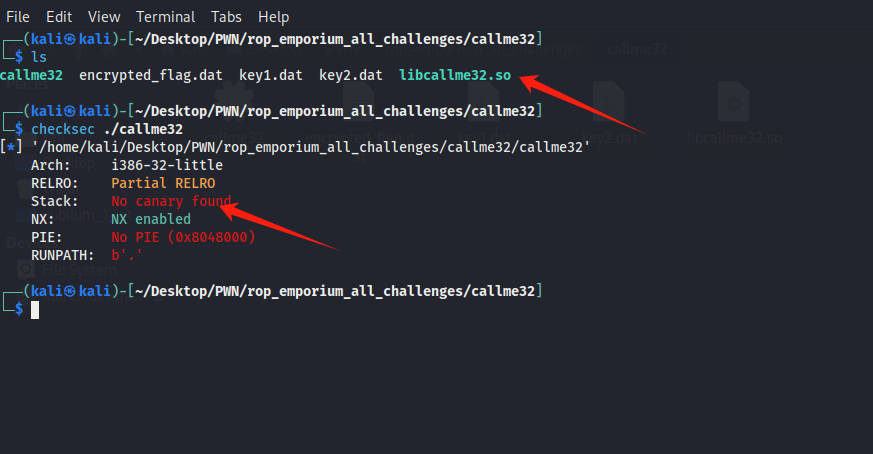 File Edit View Terminal Tabs Help
┌──(kali㉿kali)-[~/Desktop/PWN/rop_emporium_all_challenges/callme32]
└─$ ls
callme32 encrypted_flag.dat key1.dat key2.dat libcallme32.so
┌──(kali㉿kali)-[~/Desktop/PWN/rop_emporium_all_challenges/callme32]
└─$ checksec ./callme32
[*] '/home/kali/Desktop/PWN/rop_emporium_all_challenges/callme32/callme32'
Arch: i386-32-little
RELRO: Partial RELRO
Stack: No canary found
NX: NX enabled
PIE: No PIE (0x8048000)
RUNPATH: b'.'
┌──(kali㉿kali)-[~/Desktop/PWN/rop_emporium_all_challenges/callme32]
└─$